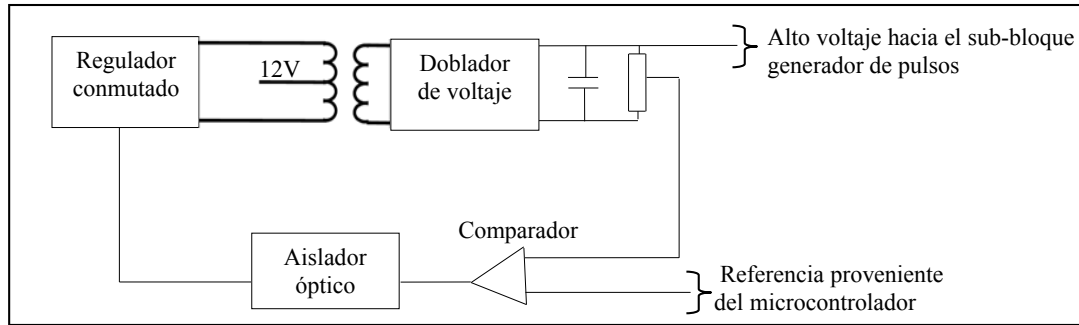 Regulador
conmutado
12V
Doblador
de voltaje
Alto voltaje hacia el sub-bloque
generador de pulsos
Comparador
Aislador
óptico
Referencia proveniente
del microcontrolador